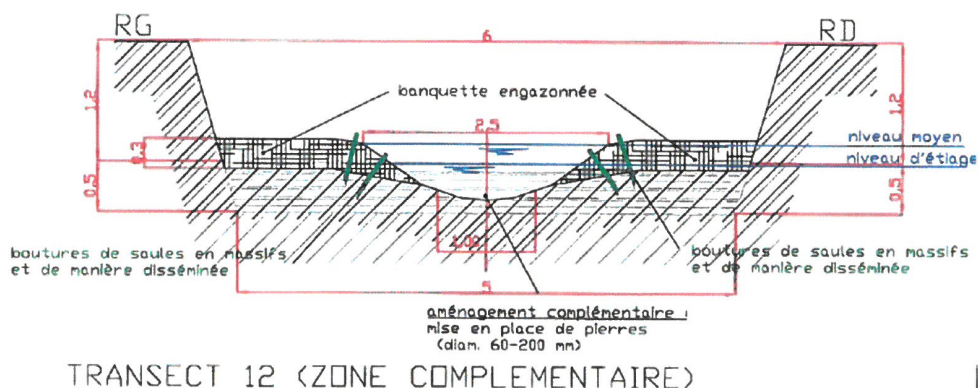 RG
RD
6
1.2
1.2
banquette engazonnée
2.5
niveau moyen
niveau d'étiage
0.3
0.5
0.5
1.00
boutures de saules en massifs
et de manière disséminée
boutures de saules en massifs
et de manière disséminée
5
aménagement complémentaire :
mise en place de pierres
(diam. 60-200 mm)
TRANSECT 12 (ZONE COMPLEMENTAIRE)